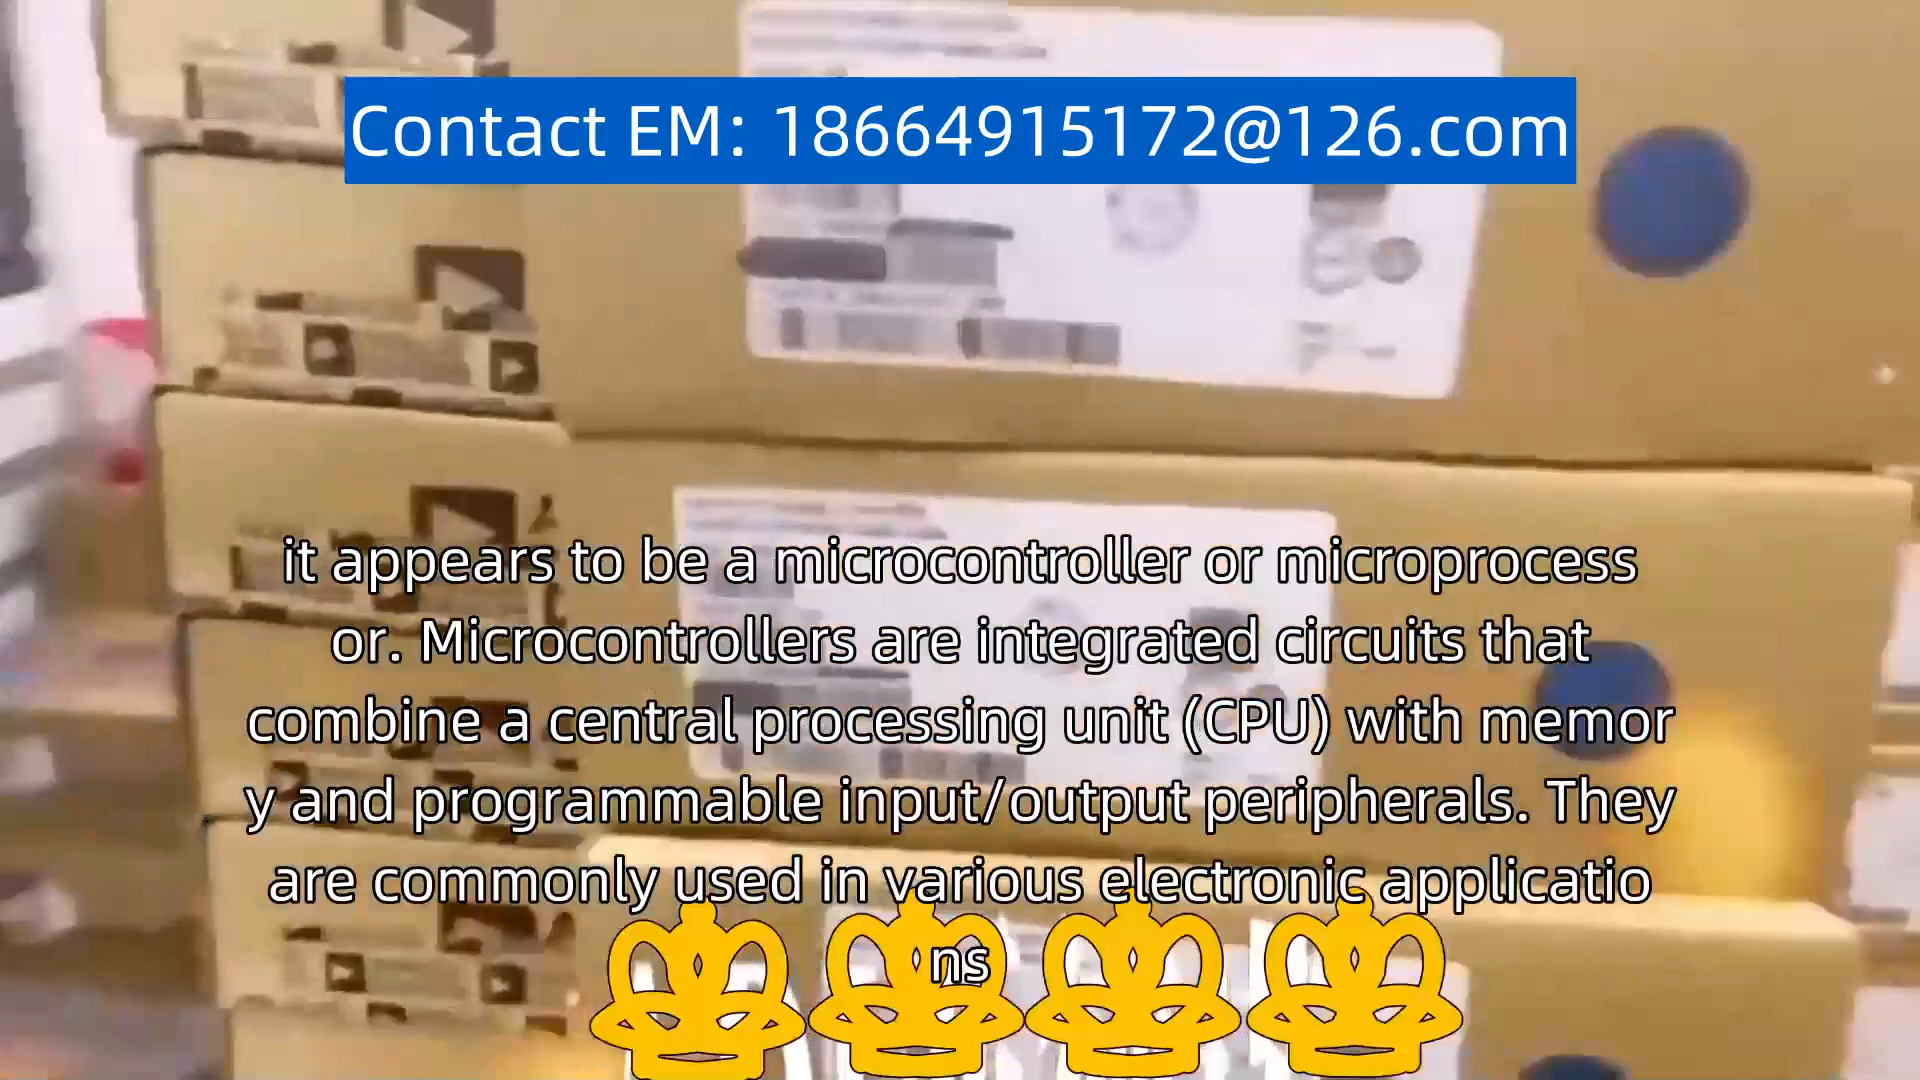 Contact EM: 18664915172@126.com
it appears to be a microcontroller or microprocess
or. Microcontrollers are integrated circuits that
combine a central processing unit (CPU) with memor
y and programmable input/output peripherals. They
are commonly used in various electronic applicatio
ns